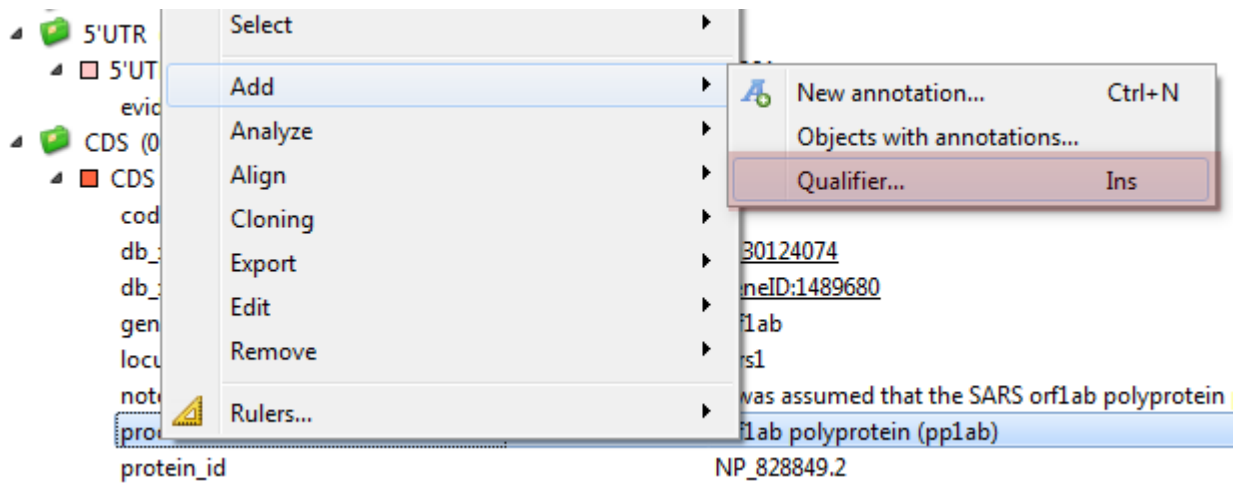 5'UTR
Select
5'UT
Add
New annotation... Ctrl+N
evid
Analyze
Objects with annotations...
CDS (0
Align
Qualifier... Ins
CDS
cod
Cloning
db_
30124074
Export
db_
neID:1489680
Edit
gen
f1ab
Remove
locu
rs1
note
was assumed that the SARS orf1ab polyprotein
Rulers...
pro
f1ab polyprotein (pp1ab)
protein_id
NP_828849.2